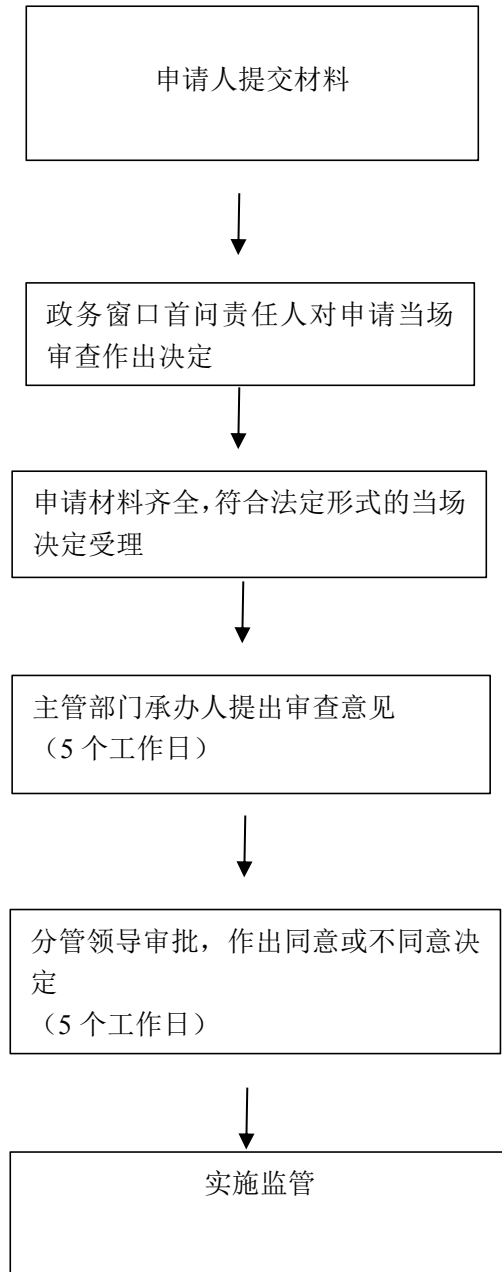 申请人提交材料
政务窗口首问责任人对申请当场
审查作出决定
申请材料齐全，符合法定形式的当场
决定受理
主管部门承办人提出审查意见
（5 个工作日）
分管领导审批，作出同意或不同意决
定
（5 个工作日）
实施监管